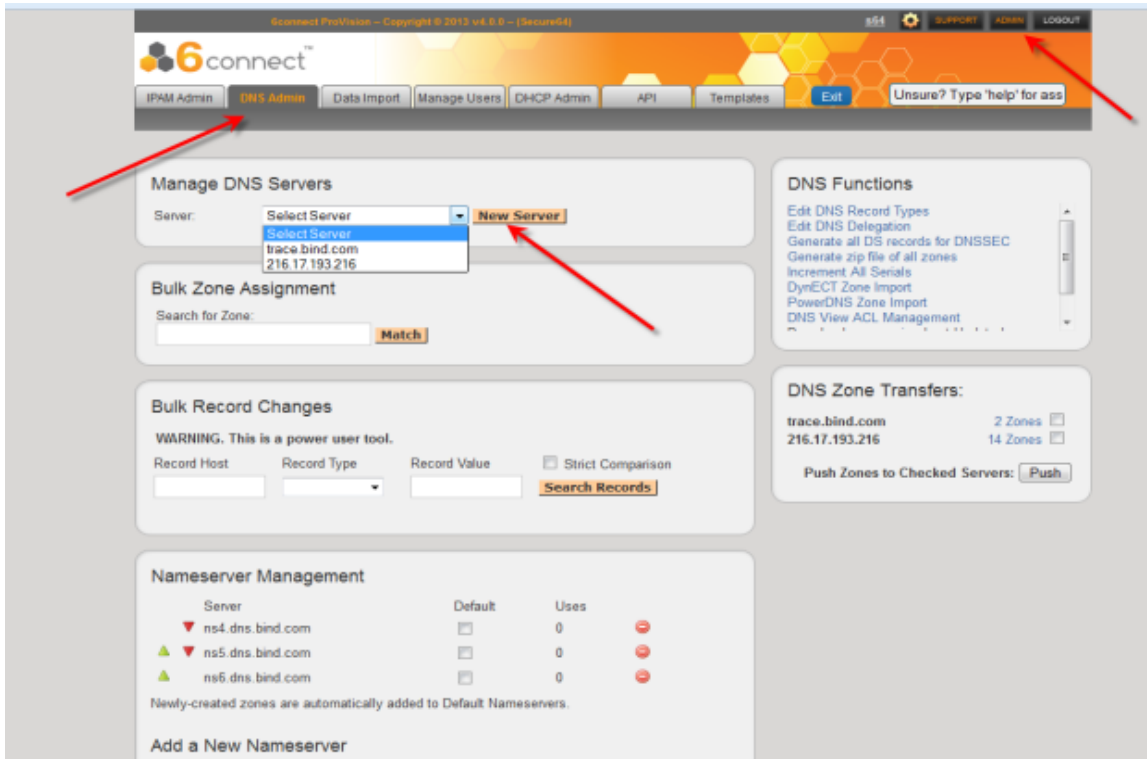 6connect ProVision – Copyright © 2013 v4.0.0 – (Secure64)
s64 SUPPORT ADMIN LOGOUT
6connect™
IPAM Admin DNS Admin Data Import Manage Users DHCP Admin API Templates Exit Unsure? Type 'help' for ass
Manage DNS Servers
Server: Select Server New Server
Select Server
trace.bind.com
216.17.193.216
Bulk Zone Assignment
Search for Zone:
Match
Bulk Record Changes
WARNING. This is a power user tool.
Record Host Record Type Record Value Strict Comparison
Search Records
Nameserver Management
Server Default Uses
ns4.dns.bind.com 0
ns5.dns.bind.com 0
ns6.dns.bind.com 0
Newly-created zones are automatically added to Default Nameservers.
Add a New Nameserver
DNS Functions
Edit DNS Record Types
Edit DNS Delegation
Generate all DS records for DNSSEC
Generate zip file of all zones
Increment All Serials
DynECT Zone Import
PowerDNS Zone Import
DNS View ACL Management
DNS Zone Transfers:
trace.bind.com 2 Zones
216.17.193.216 14 Zones
Push Zones to Checked Servers: Push